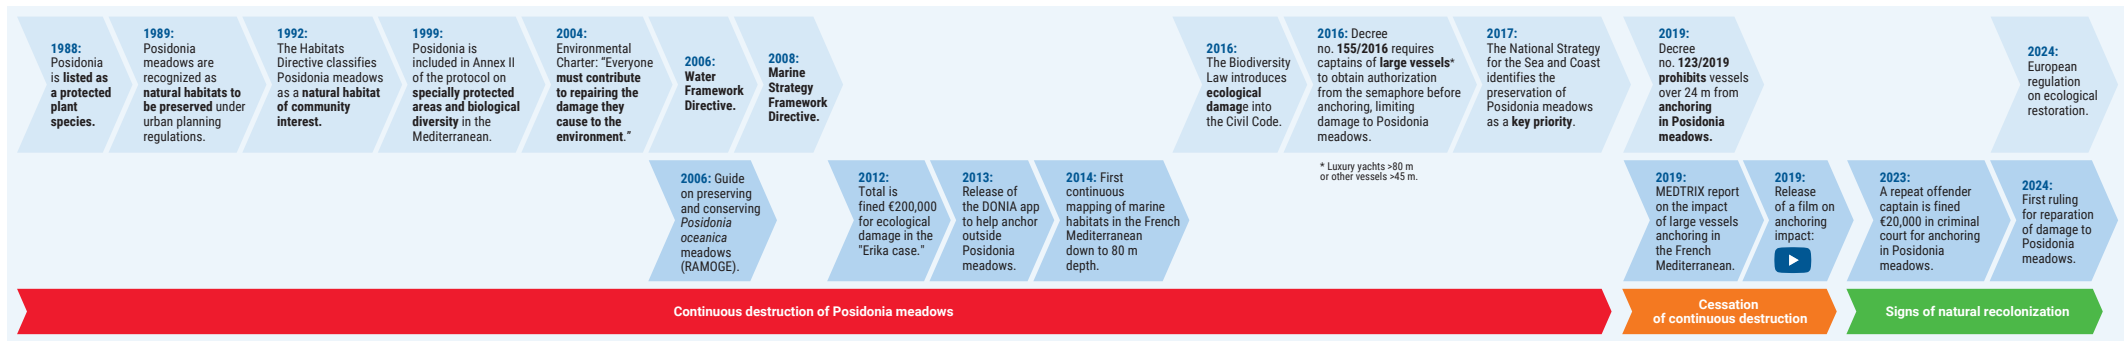 1988:
Posidonia
is listed as
a protected
plant
species.
1989:
Posidonia
meadows are
recognized as
natural habitats to
be preserved under
urban planning
regulations.
1992:
The Habitats
Directive classifies
Posidonia meadows
as a natural habitat
of community
interest.
1999:
Posidonia is
included in Annex II
of the protocol on
specially protected
areas and biological
diversity in the
Mediterranean.
2004:
Environmental
Charter: "Everyone
must contribute
to repairing the
damage they
cause to the
environment."
2006:
Water
Framework
Directive.
2008:
Marine
Strategy
Framework
Directive.
2016:
The Biodiversity
Law introduces
ecological
damage into
the Civil Code.
2016: Decree
no. 155/2016 requires
captains of large vessels*
to obtain authorization
from the semaphore before
anchoring, limiting
damage to Posidonia
meadows.
2017:
The National Strategy
for the Sea and Coast
identifies the
preservation of
Posidonia meadows
as a key priority.
2019:
Decree
no. 123/2019
prohibits vessels
over 24 m from
anchoring
in Posidonia
meadows.
2024:
European
regulation
on ecological
restoration.
* Luxury yachts >80 m
or other vessels >45 m.
2006: Guide
on preserving
and conserving
Posidonia
oceanica
meadows
(RAMOGE).
2012:
Total is
fined €200,000
for ecological
damage in the
"Erika case."
2013:
Release of
the DONIA app
to help anchor
outside
Posidonia
meadows.
2014: First
continuous
mapping of marine
habitats in the French
Mediterranean
down to 80 m
depth.
2019:
MEDTRIX report
on the impact
of large vessels
anchoring in
the French
Mediterranean.
2019:
Release
of a film on
anchoring
impact:
2023:
A repeat offender
captain is fined
€20,000 in criminal
court for anchoring
in Posidonia
meadows.
2024:
First ruling
for reparation
of damage to
Posidonia
meadows.
Continuous destruction of Posidonia meadows
Cessation
of continuous destruction
Signs of natural recolonization